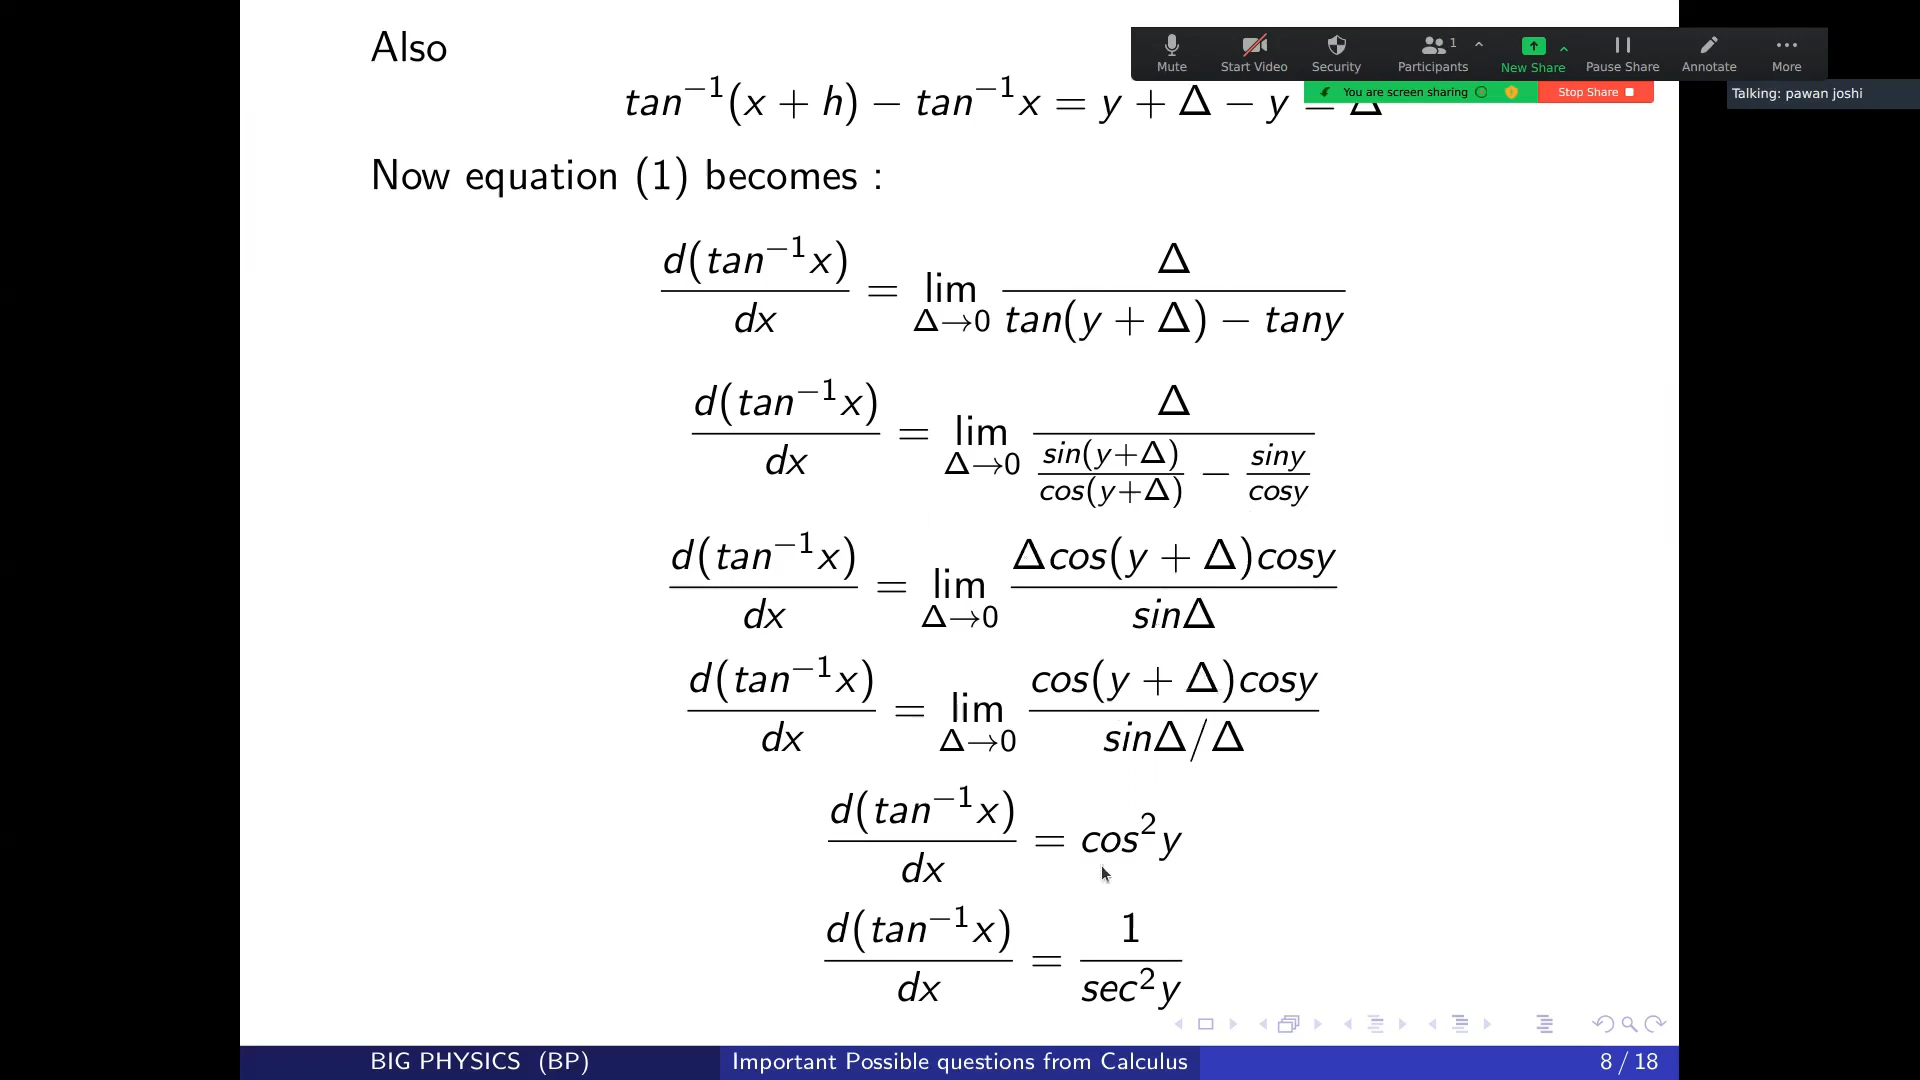 Also
tan⁻¹(x + h) − tan⁻¹x = y + Δ − y = Δ
Now equation (1) becomes :
d(tan⁻¹x)/dx = lim Δ→0 Δ/(tan(y + Δ) − tany)
d(tan⁻¹x)/dx = lim Δ→0 Δ/(sin(y+Δ)/cos(y+Δ) − siny/cosy)
d(tan⁻¹x)/dx = lim Δ→0 Δcos(y + Δ)cosy/sinΔ
d(tan⁻¹x)/dx = lim Δ→0 cos(y + Δ)cosy/(sinΔ/Δ)
d(tan⁻¹x)/dx = cos²y
d(tan⁻¹x)/dx = 1/sec²y
BIG PHYSICS (BP) Important Possible questions from Calculus 8 / 18
Mute Start Video Security Participants 1 New Share Pause Share Annotate More
You are screen sharing Stop Share
Talking: pawan joshi